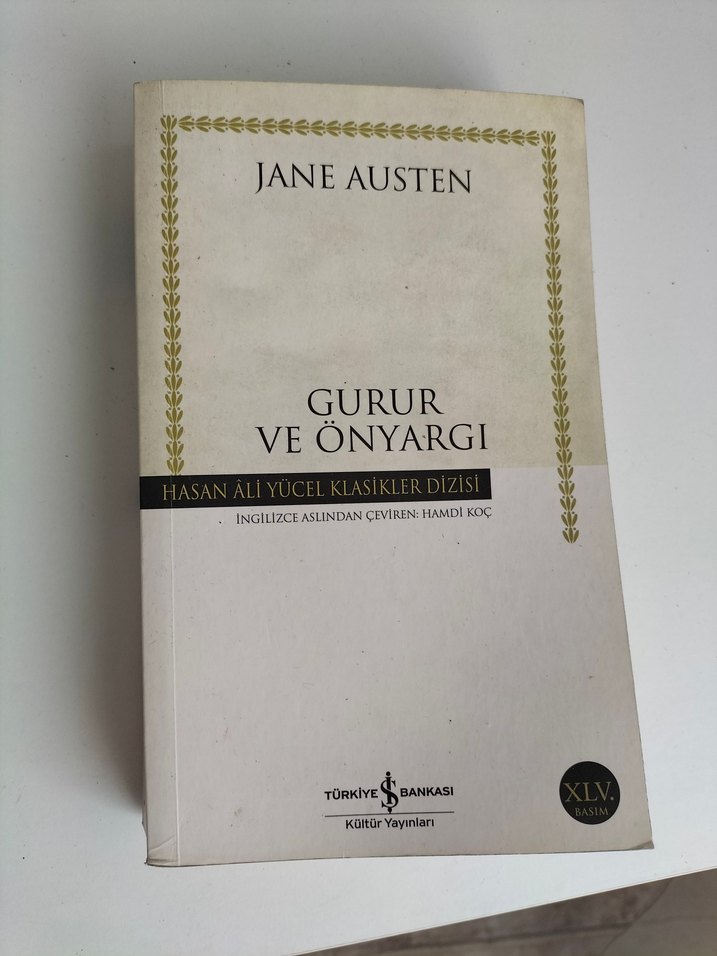 JANE AUSTEN
GURUR
VE ÖNYARGI
HASAN ÂLİ YÜCEL KLASİKLER DİZİSİ
İNGİLİZCE ASLINDAN ÇEVİREN: HAMDİ KOÇ
TÜRKİYE İŞ BANKASI
Kültür Yayınları
XLV.
BASIM